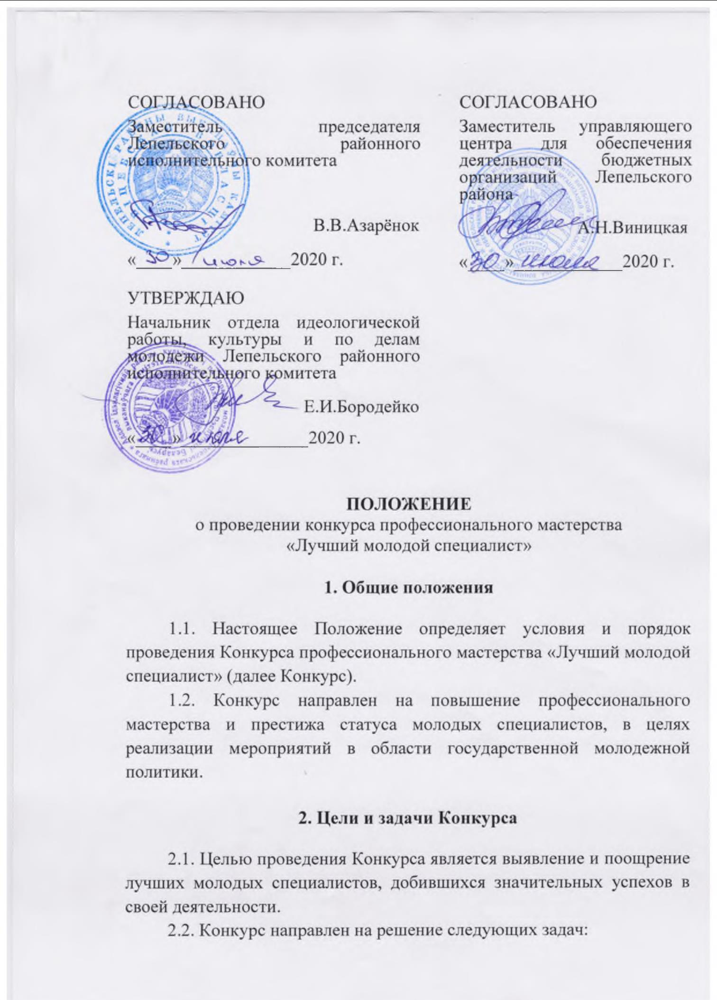 СОГЛАСОВАНО
Заместитель председателя
Лепельского районного
исполнительного комитета
В.В.Азарёнок
«30» июля 2020 г.
СОГЛАСОВАНО
Заместитель управляющего
центра для обеспечения
деятельности бюджетных
организаций Лепельского
района
А.Н.Виницкая
«30» июля 2020 г.
УТВЕРЖДАЮ
Начальник отдела идеологической
работы, культуры и по делам
молодежи Лепельского районного
исполнительного комитета
Е.И.Бородейко
«30» июля 2020 г.
ПОЛОЖЕНИЕ
о проведении конкурса профессионального мастерства
«Лучший молодой специалист»
1. Общие положения
1.1. Настоящее Положение определяет условия и порядок
проведения Конкурса профессионального мастерства «Лучший молодой
специалист» (далее Конкурс).
1.2. Конкурс направлен на повышение профессионального
мастерства и престижа статуса молодых специалистов, в целях
реализации мероприятий в области государственной молодежной
политики.
2. Цели и задачи Конкурса
2.1. Целью проведения Конкурса является выявление и поощрение
лучших молодых специалистов, добившихся значительных успехов в
своей деятельности.
2.2. Конкурс направлен на решение следующих задач: